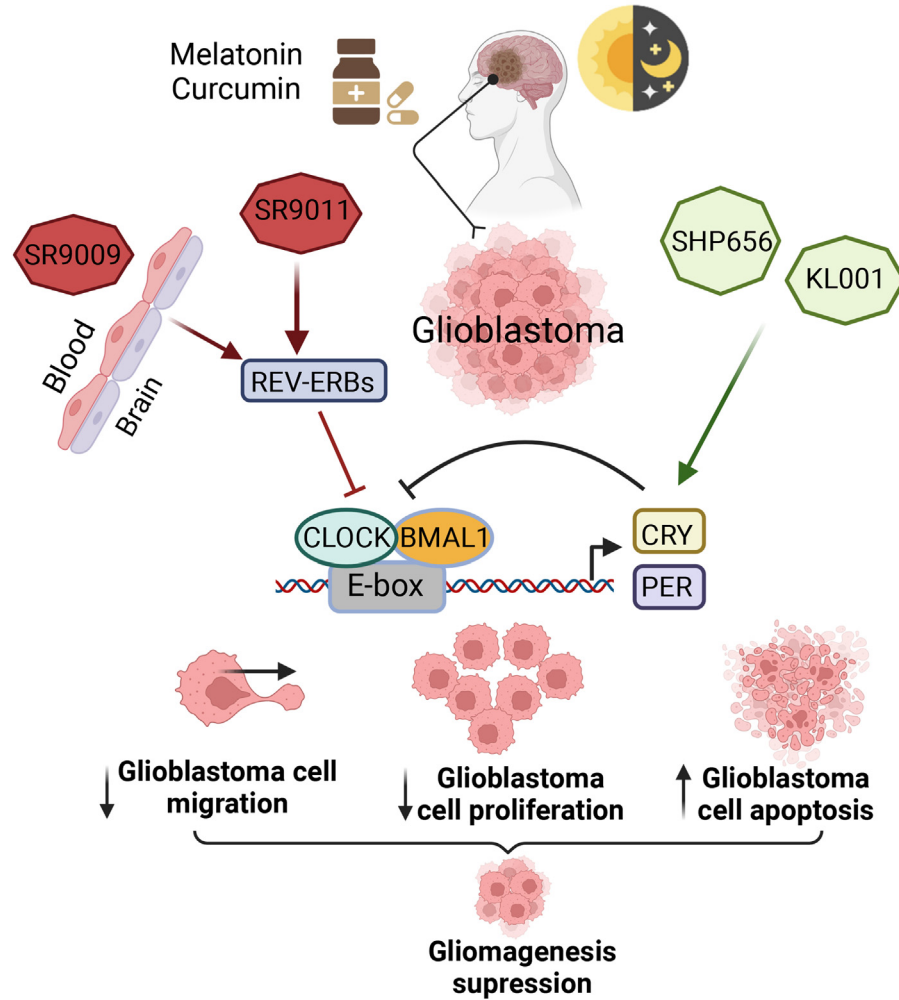 Melatonin
Curcumin
SR9011
SR9009
SHP656
KL001
Glioblastoma
Blood
Brain
REV-ERBs
CLOCK
BMAL1
E-box
CRY
PER
Glioblastoma cell
migration
Glioblastoma
cell proliferation
Glioblastoma
cell apoptosis
Gliomagenesis
supression